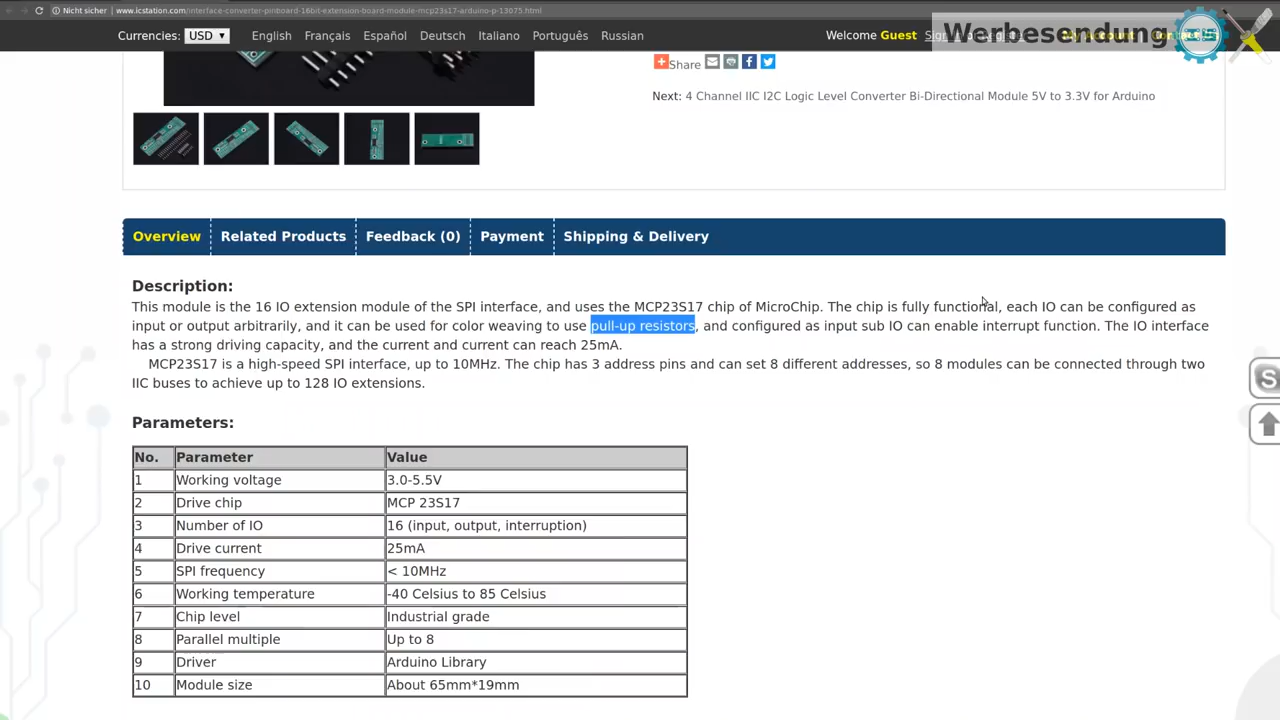 Nicht sicher | www.icstation.com/interface-converter-pinboard-16bit-extension-board-module-mcp23s17-arduino-p-13075.html
Currencies: USD ▼ English Français Español Deutsch Italiano Português Russian Welcome Guest
Werbesendung
Share
Next: 4 Channel IIC I2C Logic Level Converter Bi-Directional Module 5V to 3.3V for Arduino
Overview Related Products Feedback (0) Payment Shipping & Delivery
Description:
This module is the 16 IO extension module of the SPI interface, and uses the MCP23S17 chip of MicroChip. The chip is fully functional, each IO can be configured as
input or output arbitrarily, and it can be used for color weaving to use pull-up resistors, and configured as input sub IO can enable interrupt function. The IO interface
has a strong driving capacity, and the current and current can reach 25mA.
MCP23S17 is a high-speed SPI interface, up to 10MHz. The chip has 3 address pins and can set 8 different addresses, so 8 modules can be connected through two
IIC buses to achieve up to 128 IO extensions.
Parameters:
No. Parameter Value
1 Working voltage 3.0-5.5V
2 Drive chip MCP 23S17
3 Number of IO 16 (input, output, interruption)
4 Drive current 25mA
5 SPI frequency < 10MHz
6 Working temperature -40 Celsius to 85 Celsius
7 Chip level Industrial grade
8 Parallel multiple Up to 8
9 Driver Arduino Library
10 Module size About 65mm*19mm
S